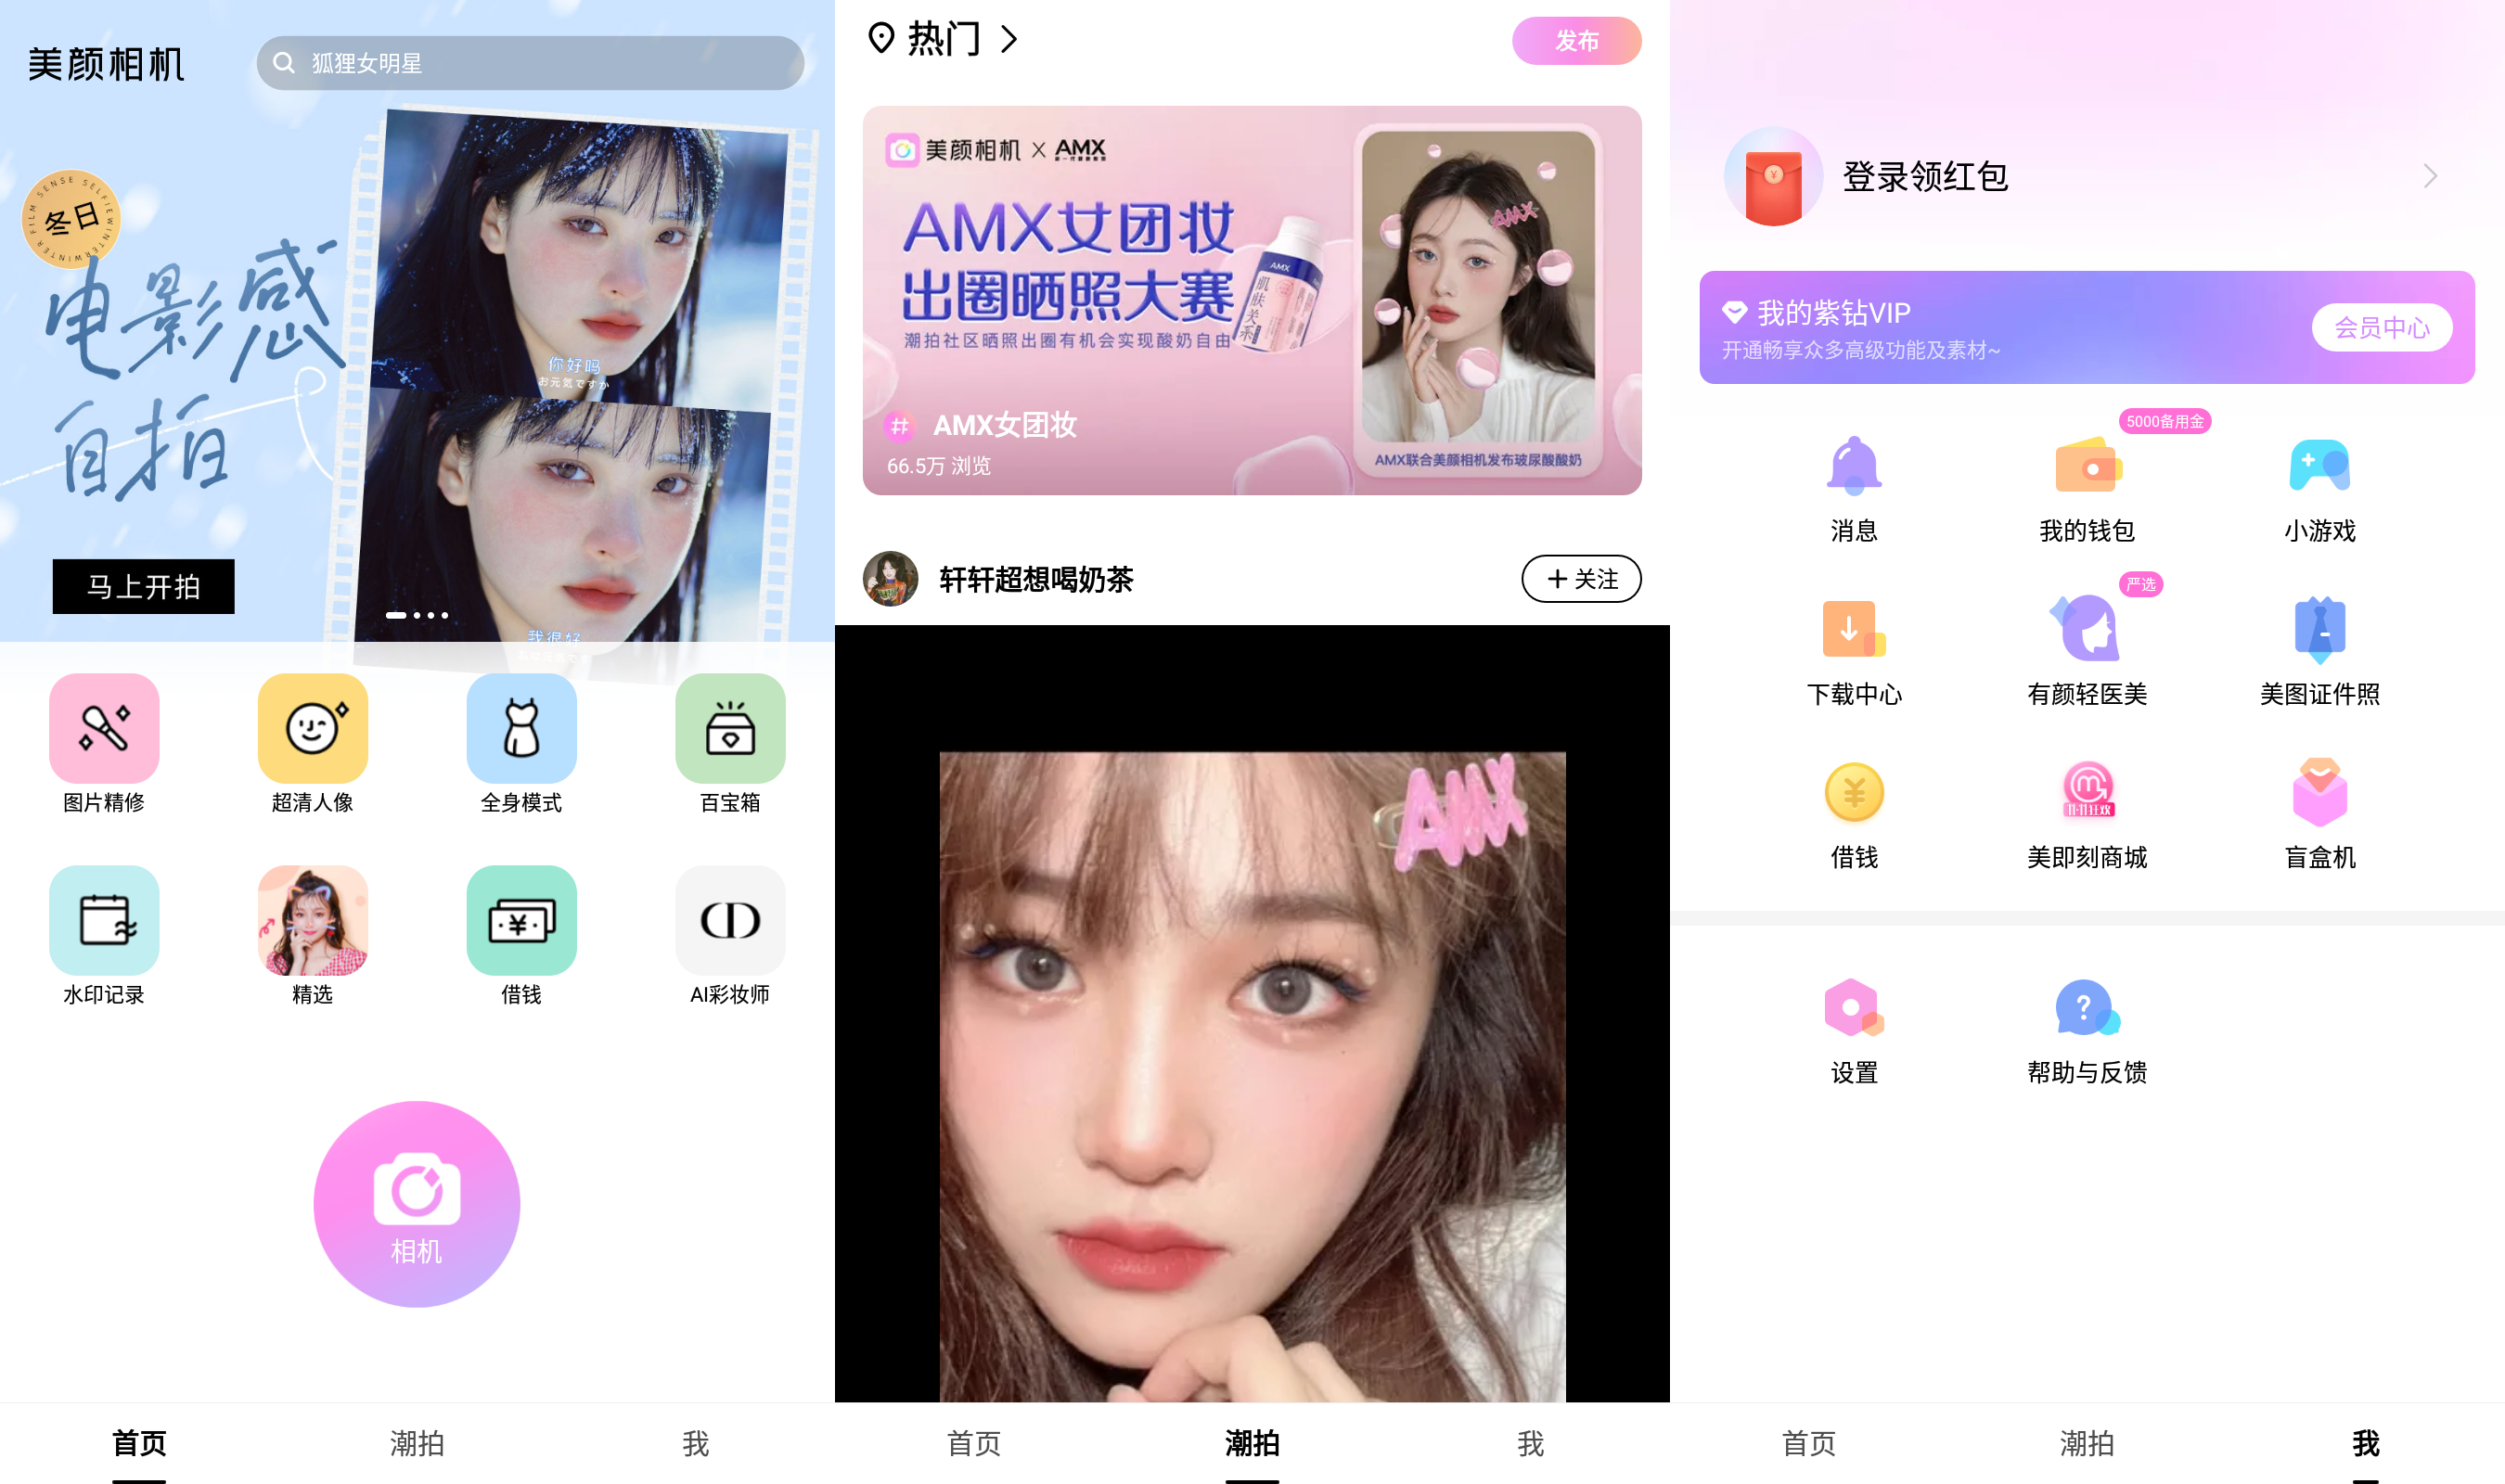 美颜相机
狐狸女明星
FILM SENSE SELFIE WINTER
冬日
电影感
自拍
你好吗
お元気ですか
我很好
马上开拍
图片精修
超清人像
全身模式
百宝箱
水印记录
精选
借钱
AI彩妆师
相机
首页
潮拍
我
热门
发布
美颜相机 X AMX
AMX女团妆
出圈晒照大赛
潮拍社区晒照出圈有机会实现酸奶自由
AMX
肌肤关系
AMX
AMX联合美颜相机发布玻尿酸酸奶
# AMX女团妆
66.5万 浏览
轩轩超想喝奶茶
+ 关注
AMX
首页
潮拍
我
登录领红包
我的紫钻VIP
开通畅享众多高级功能及素材~
会员中心
5000备用金
消息
我的钱包
小游戏
严选
下载中心
有颜轻医美
美图证件照
11·11狂欢
借钱
美即刻商城
盲盒机
设置
帮助与反馈
首页
潮拍
我